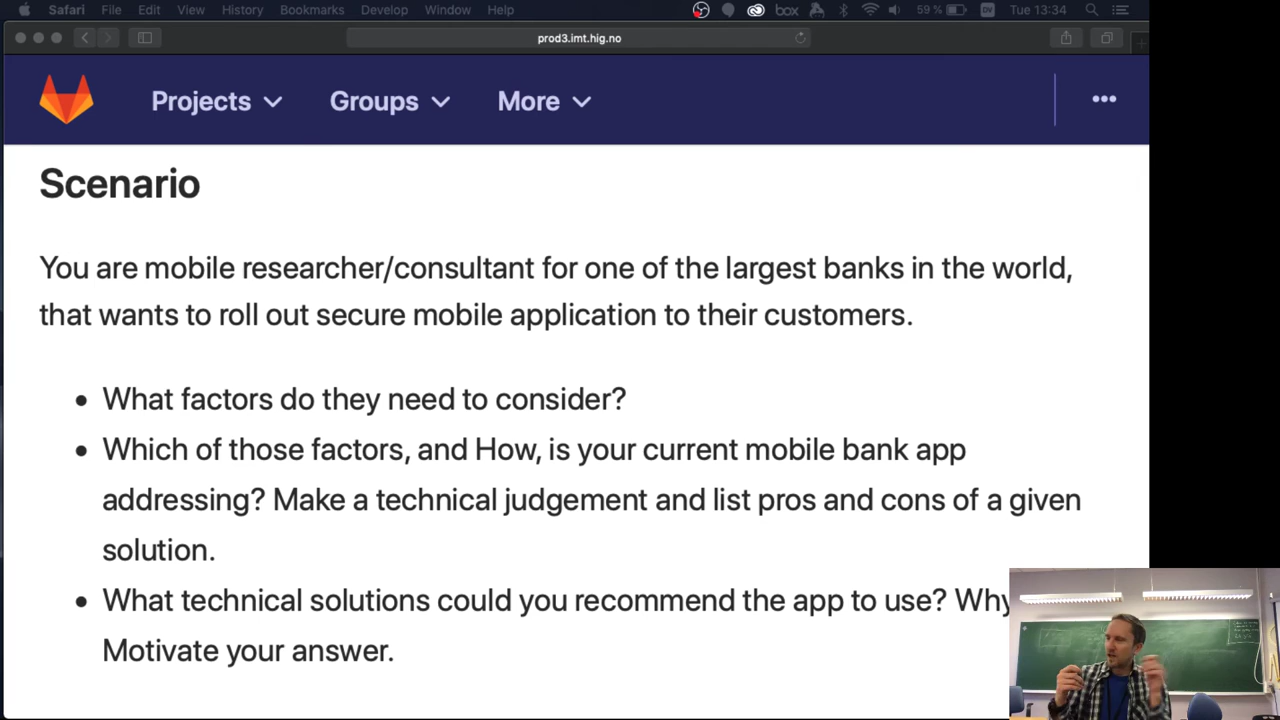 Safari File Edit View History Bookmarks Develop Window Help box 59 % DV Tue 13:34
prod3.imt.hig.no
Projects Groups More
Scenario
You are mobile researcher/consultant for one of the largest banks in the world,
that wants to roll out secure mobile application to their customers.
• What factors do they need to consider?
• Which of those factors, and How, is your current mobile bank app
addressing? Make a technical judgement and list pros and cons of a given
solution.
• What technical solutions could you recommend the app to use? Why
Motivate your answer.